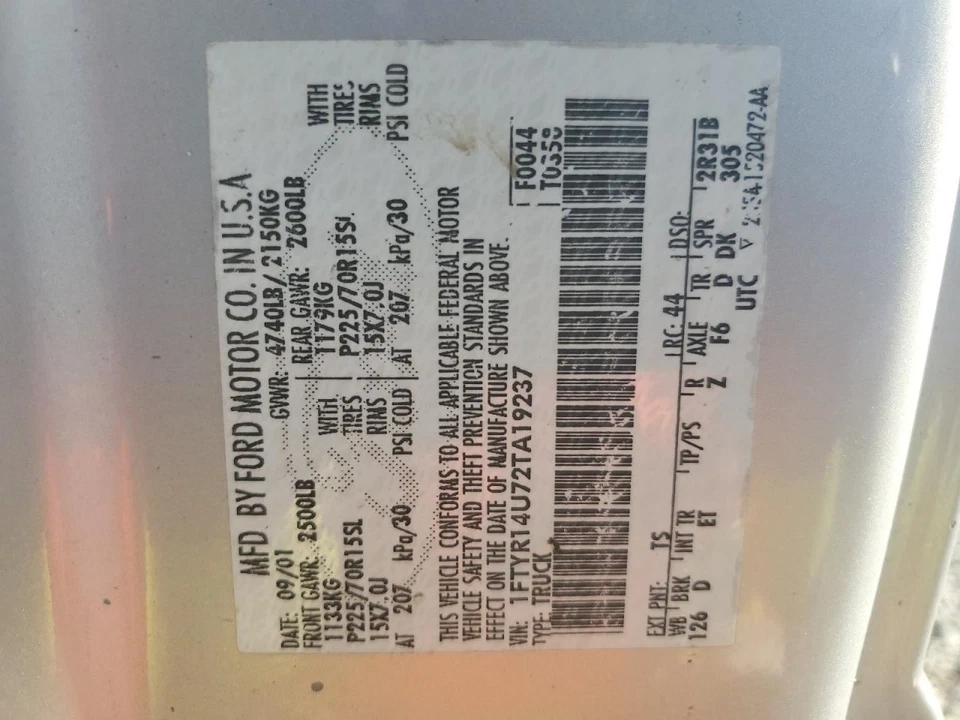 MFD BY FORD MOTOR CO. IN U.S.A
DATE: 09/01 GVWR: 4740LB/ 2150KG
FRONT GAWR: 2500LB REAR GAWR: 2600LB
1133KG WITH 1179KG WITH
P225/70R15SL TIRES P225/70R15SL TIRES
15X7.0J RIMS 15X7.0J RIMS
AT 207 kPa/30 PSI COLD AT 207 kPa/30 PSI COLD
THIS VEHICLE CONFORMS TO ALL APPLICABLE FEDERAL MOTOR
VEHICLE SAFETY AND THEFT PREVENTION STANDARDS IN
EFFECT ON THE DATE OF MANUFACTURE SHOWN ABOVE.
VIN: 1FTYR14U72TA19237 F0044
TYPE: TRUCK T0358
EXT PNT: TS RC: 44 DSO:
WB BRK INT TR TP/PS R AXLE TR SPR 2R31B
126 D ET Z F6 D DK 305
UTC